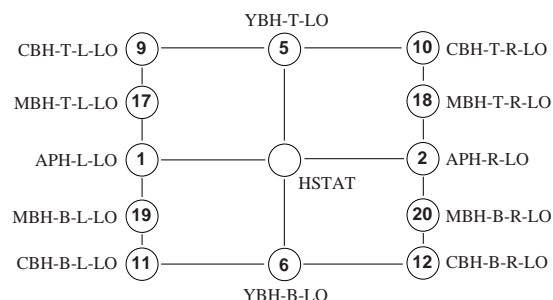 YBH-T-LO
CBH-T-L-LO 9 5 10 CBH-T-R-LO
MBH-T-L-LO 17 18 MBH-T-R-LO
APH-L-LO 1 2 APH-R-LO
HSTAT
MBH-B-L-LO 19 20 MBH-B-R-LO
CBH-B-L-LO 11 6 12 CBH-B-R-LO
YBH-B-LO